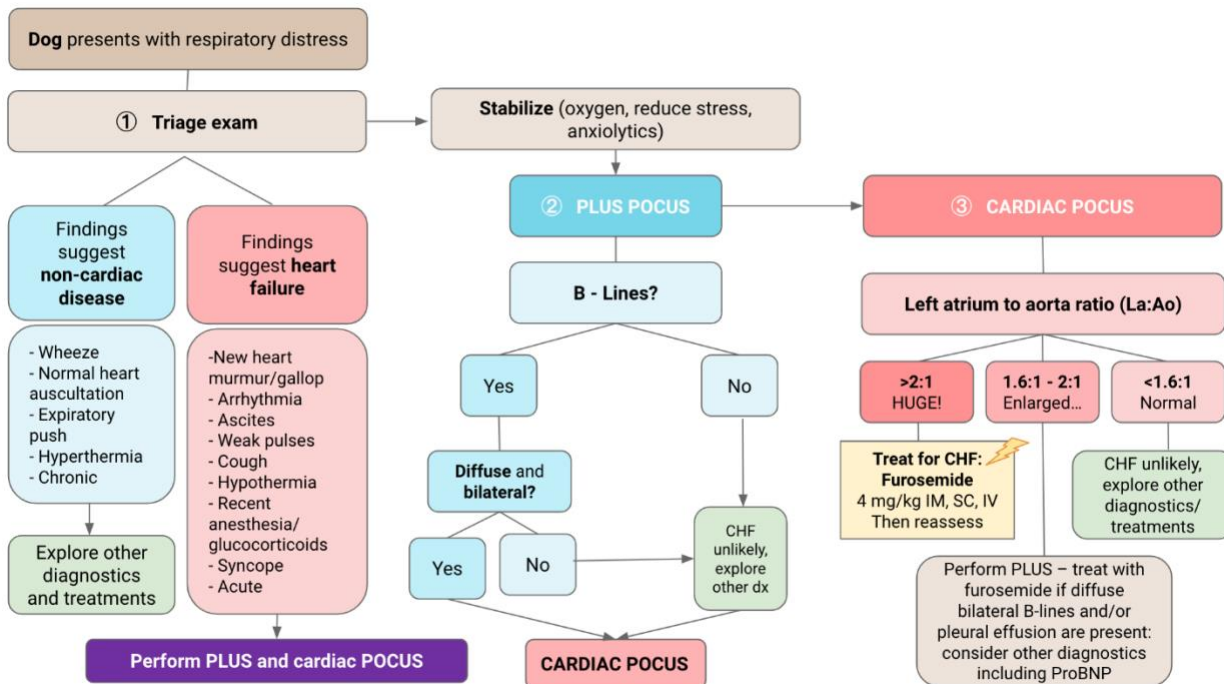 Dog presents with respiratory distress
① Triage exam
Stabilize (oxygen, reduce stress,
anxiolytics)
Findings
suggest
non-cardiac
disease
- Wheeze
- Normal heart
auscultation
- Expiratory
push
- Hyperthermia
- Chronic
Explore other
diagnostics
and treatments
Findings
suggest heart
failure
-New heart
murmur/gallop
- Arrhythmia
- Ascites
- Weak pulses
- Cough
- Hypothermia
- Recent
anesthesia/
glucocorticoids
- Syncope
- Acute
Perform PLUS and cardiac POCUS
② PLUS POCUS
B - Lines?
Yes
No
Diffuse and
bilateral?
Yes
No
CHF
unlikely,
explore
other dx
CARDIAC POCUS
③ CARDIAC POCUS
Left atrium to aorta ratio (La:Ao)
>2:1
HUGE!
1.6:1 - 2:1
Enlarged...
<1.6:1
Normal
Treat for CHF:
Furosemide
4 mg/kg IM, SC, IV
Then reassess
CHF unlikely,
explore other
diagnostics/
treatments
Perform PLUS – treat with
furosemide if diffuse
bilateral B-lines and/or
pleural effusion are present:
consider other diagnostics
including ProBNP